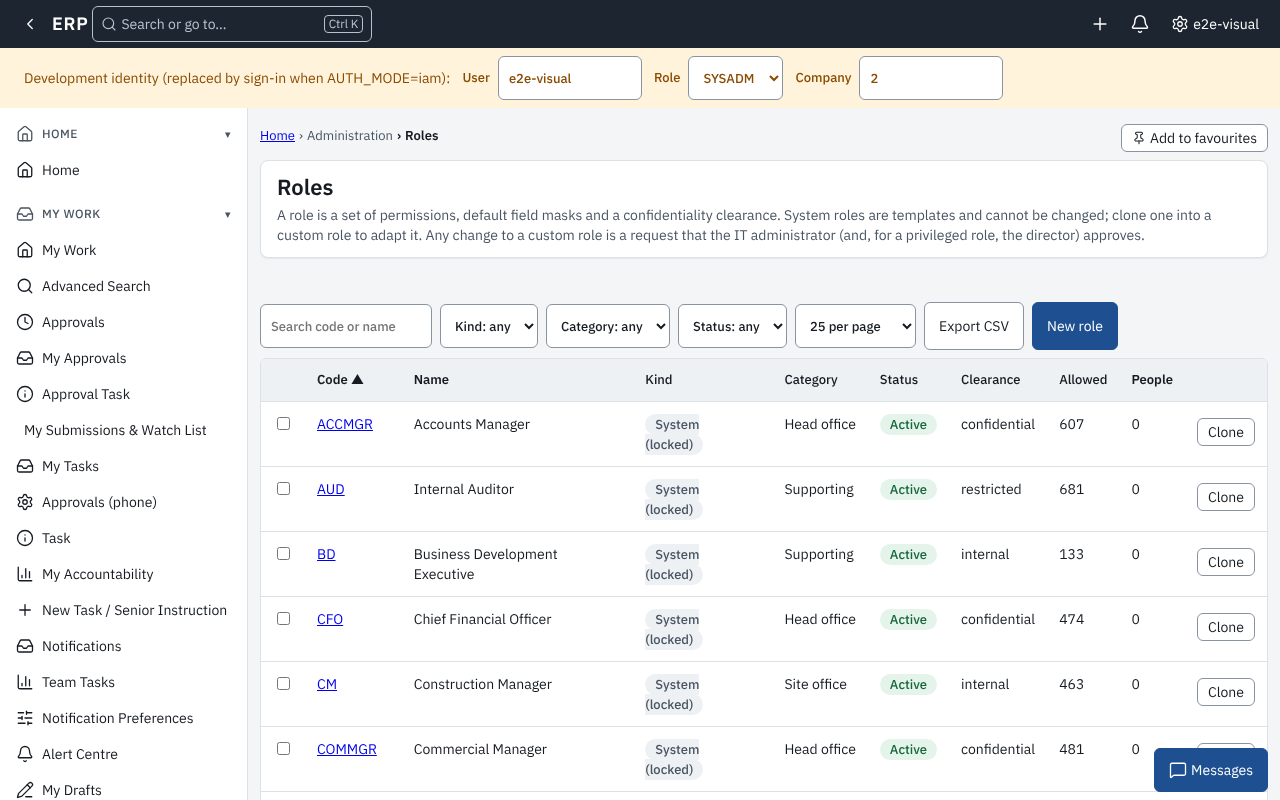 ERP
Search or go to...
Ctrl K
e2e-visual
Development identity (replaced by sign-in when AUTH_MODE=iam): User e2e-visual Role SYSADM Company 2
HOME
Home
MY WORK
My Work
Advanced Search
Approvals
My Approvals
Approval Task
My Submissions & Watch List
My Tasks
Approvals (phone)
Task
My Accountability
New Task / Senior Instruction
Notifications
Team Tasks
Notification Preferences
Alert Centre
My Drafts
Home › Administration › Roles
Add to favourites
Roles
A role is a set of permissions, default field masks and a confidentiality clearance. System roles are templates and cannot be changed; clone one into a
custom role to adapt it. Any change to a custom role is a request that the IT administrator (and, for a privileged role, the director) approves.
Search code or name Kind: any Category: any Status: any 25 per page Export CSV New role
Code ▲ Name Kind Category Status Clearance Allowed People
ACCMGR Accounts Manager System (locked) Head office Active confidential 607 0 Clone
AUD Internal Auditor System (locked) Supporting Active restricted 681 0 Clone
BD Business Development Executive System (locked) Supporting Active internal 133 0 Clone
CFO Chief Financial Officer System (locked) Head office Active confidential 474 0 Clone
CM Construction Manager System (locked) Site office Active internal 463 0 Clone
COMMGR Commercial Manager System (locked) Head office Active confidential 481 0
Messages